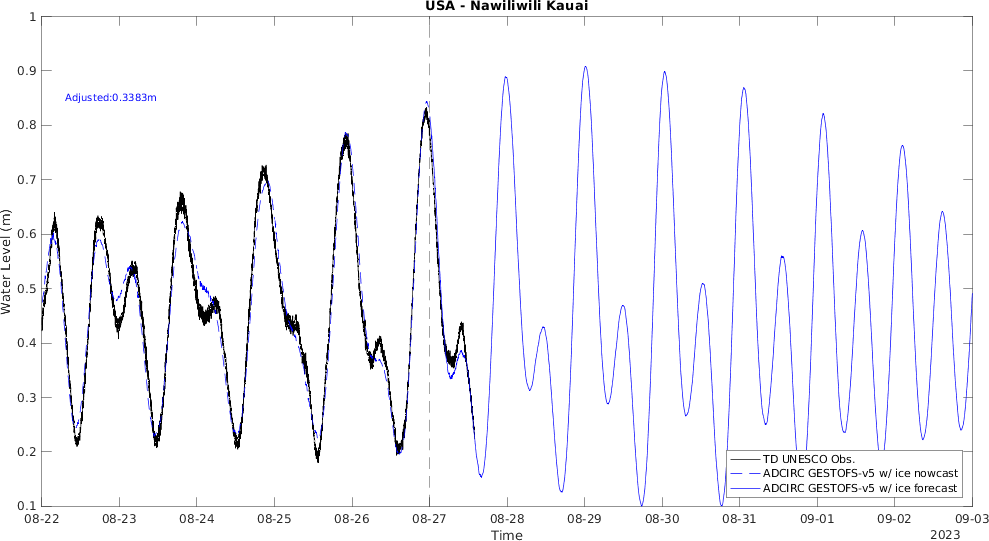 USA - Nawiliwili Kauai
1
0.9
0.8
0.7
0.6
0.5
0.4
0.3
0.2
0.1
Water Level (m)
Adjusted:0.3383m
TD UNESCO Obs.
ADCIRC GESTOFS-v5 w/ ice nowcast
ADCIRC GESTOFS-v5 w/ ice forecast
08-22 08-23 08-24 08-25 08-26 08-27 08-28 08-29 08-30 08-31 09-01 09-02 09-03
Time
2023